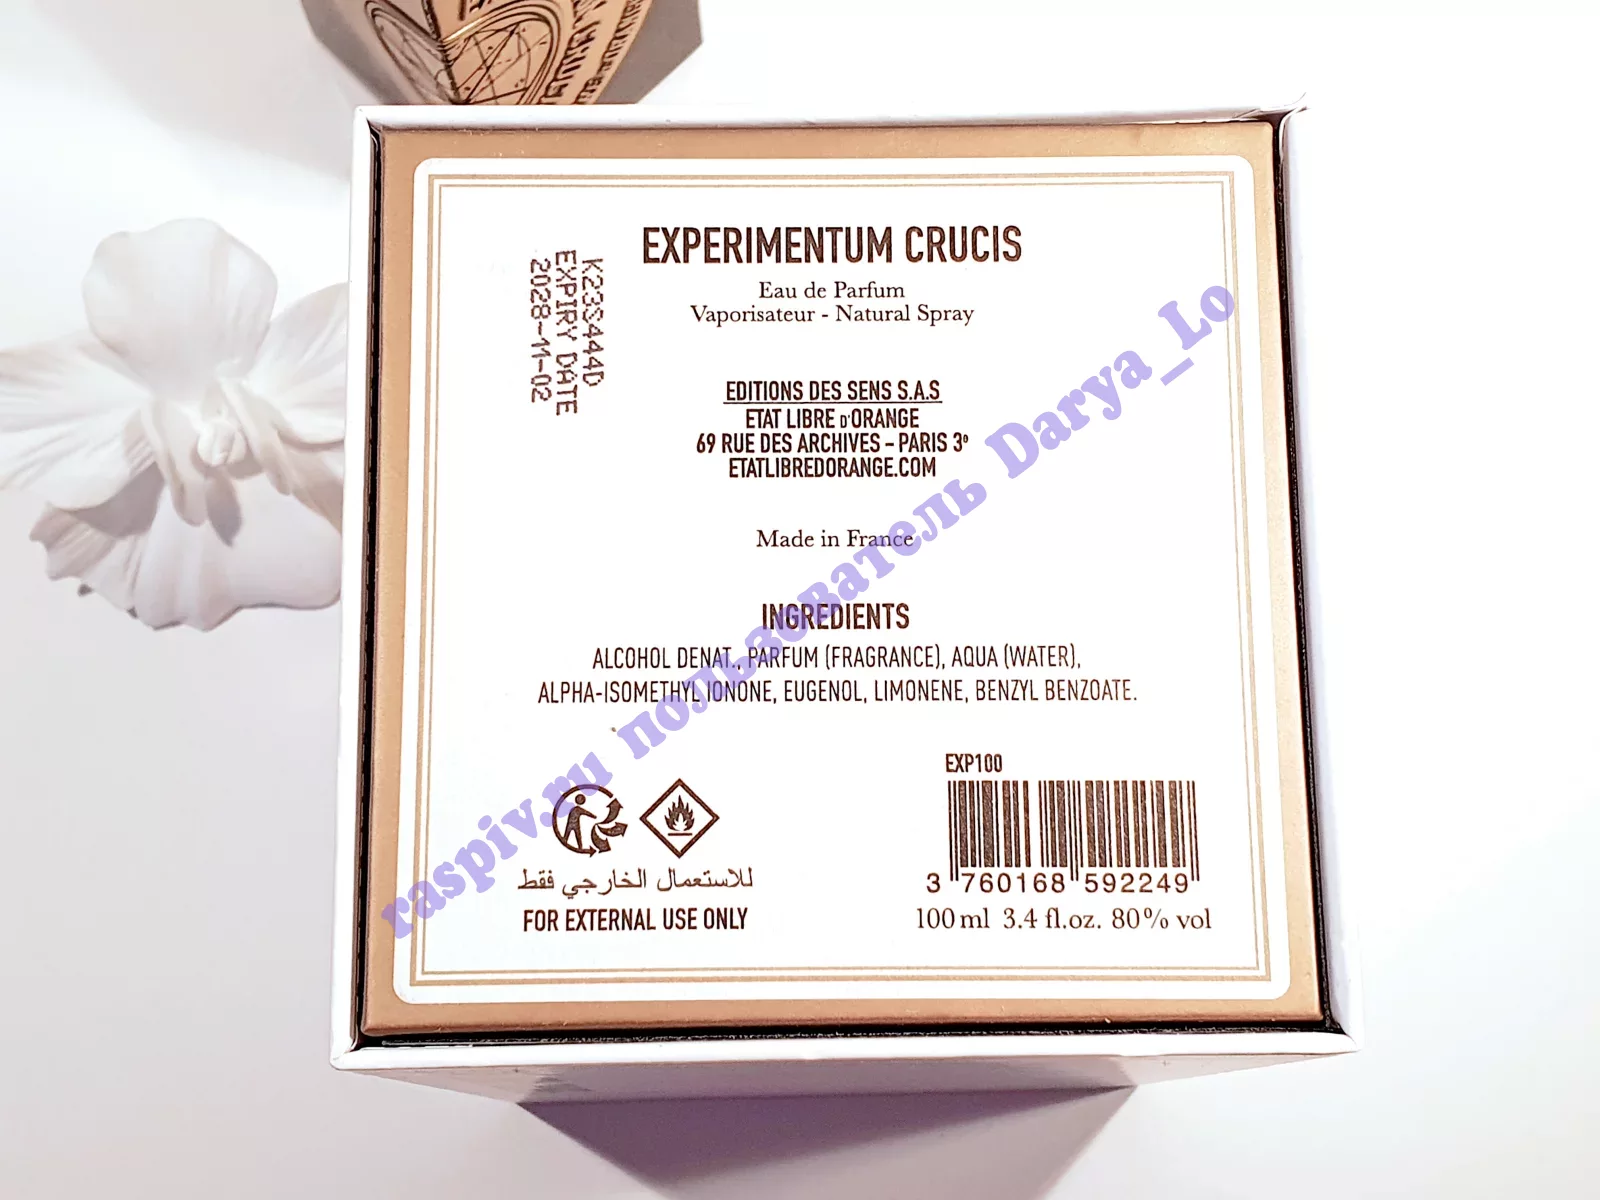 EXPERIMENTUM CRUCIS
Eau de Parfum
Vaporisateur - Natural Spray
K23S444D
EXPIRY DATE
2028-11-02
EDITIONS DES SENS S.A.S
ETAT LIBRE D'ORANGE
69 RUE DES ARCHIVES – PARIS 3º
ETATLIBREDORANGE.COM
Made in France
INGREDIENTS
ALCOHOL DENAT., PARFUM (FRAGRANCE), AQUA (WATER),
ALPHA-ISOMETHYL IONONE, EUGENOL, LIMONENE, BENZYL BENZOATE.
EXP100
3 760168 592249
100 ml 3.4 fl.oz. 80% vol
للاستعمال الخارجي فقط
FOR EXTERNAL USE ONLY
raspiv.ru пользователь Darya_Lo